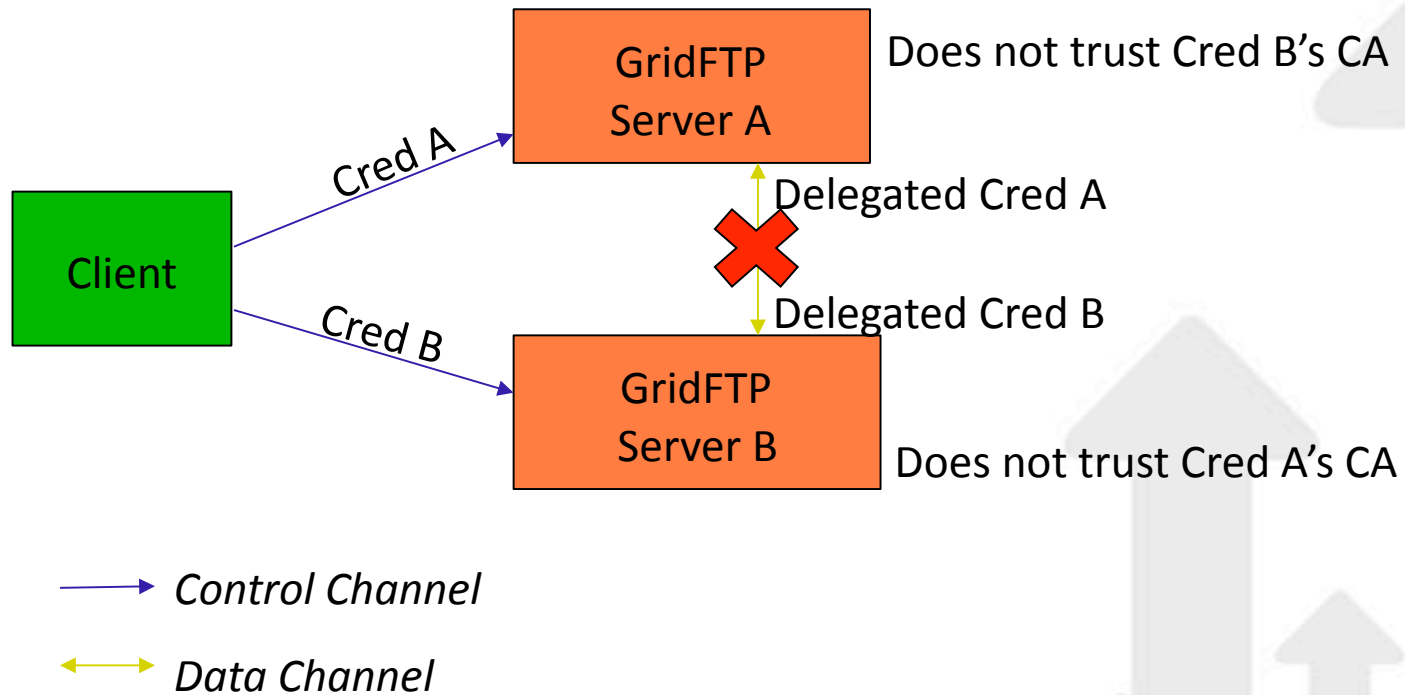 GridFTP
Server A
Does not trust Cred B’s CA
Cred A
Delegated Cred A
Client
Cred B
Delegated Cred B
GridFTP
Server B
Does not trust Cred A’s CA
Control Channel
Data Channel